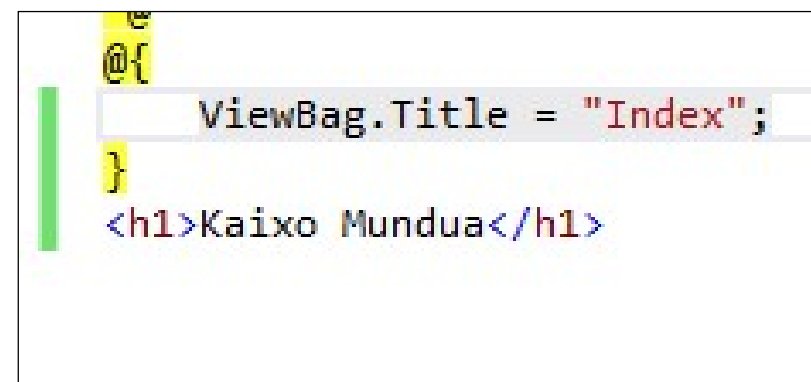 @{
ViewBag.Title = "Index";
}
<h1>Kaixo Mundua</h1>